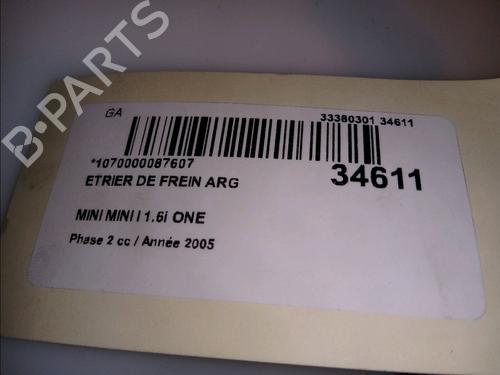 B-PARTS
GA
33380301 34611
*1070000087607
34611
ETRIER DE FREIN ARG
MINI MINI I 1.6i ONE
Phase 2 cc / Année 2005